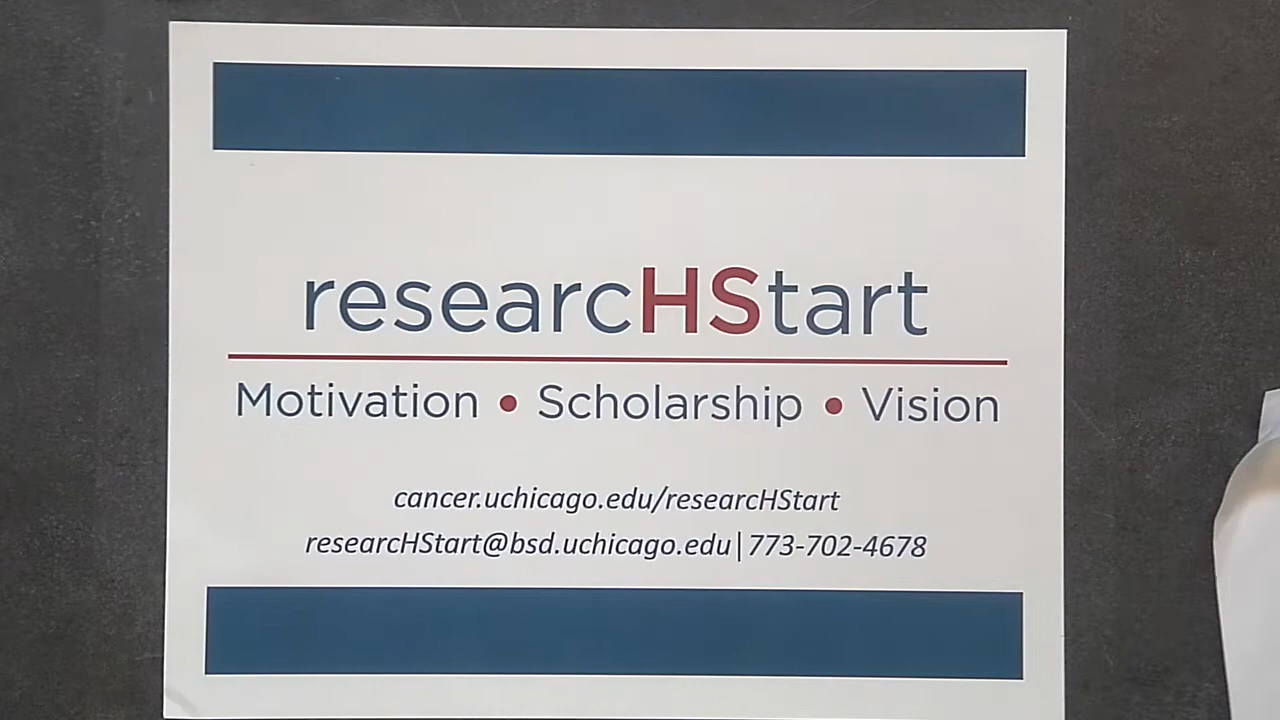 researcHStart
Motivation • Scholarship • Vision
cancer.uchicago.edu/researcHStart
researcHStart@bsd.uchicago.edu|773-702-4678